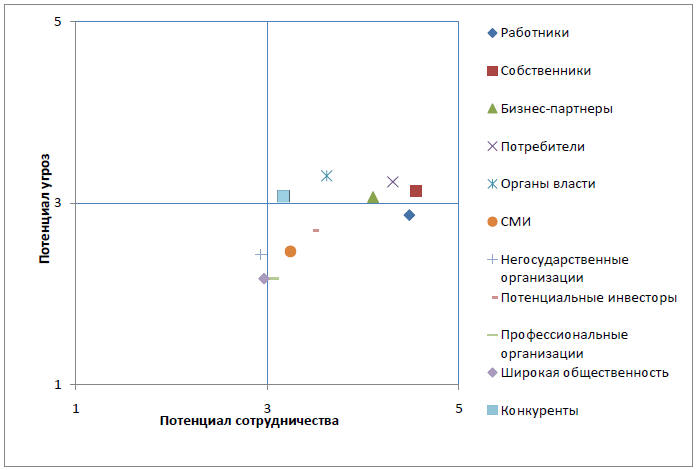 5
3
1
1
3
5
Потенциал угроз
Потенциал сотрудничества
Работники
Собственники
Бизнес-партнеры
Потребители
Органы власти
СМИ
Негосударственные
организации
Потенциальные инвесторы
Профессиональные
организации
Широкая общественность
Конкуренты